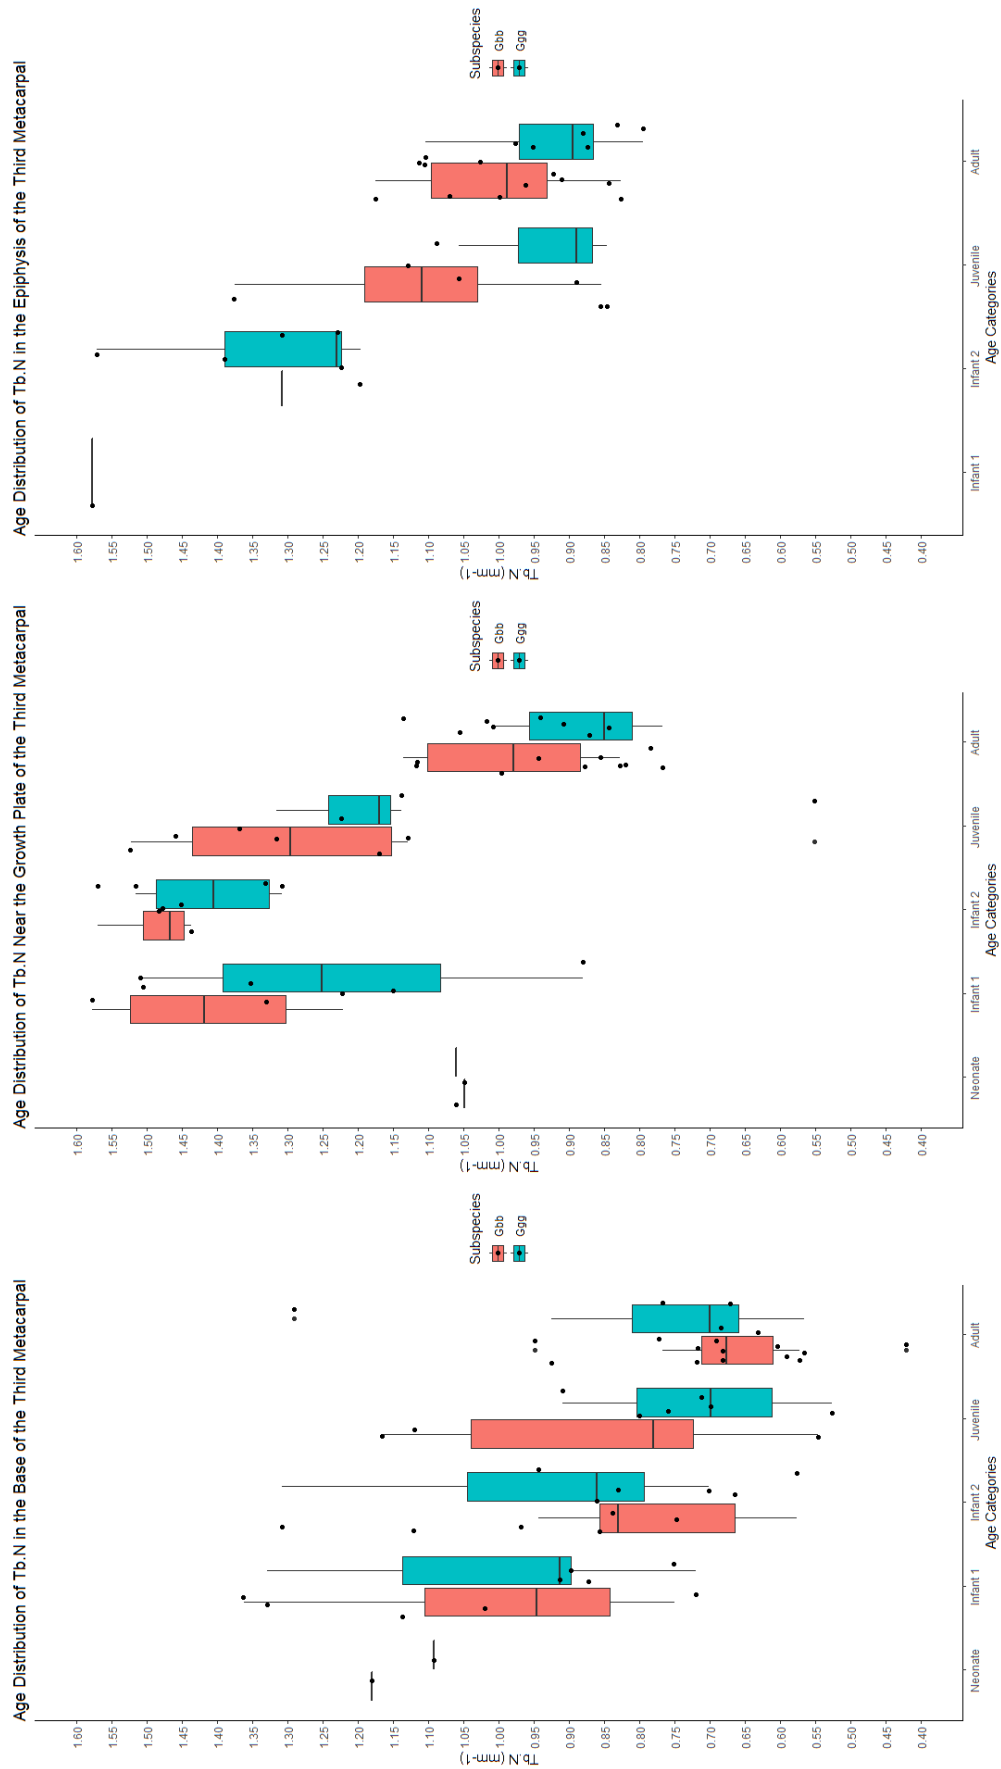 Age Distribution of Tb.N in the Base of the Third Metacarpal
Tb.N (mm-1)
1.60
1.55
1.50
1.45
1.40
1.35
1.30
1.25
1.20
1.15
1.10
1.05
1.00
0.95
0.90
0.85
0.80
0.75
0.70
0.65
0.60
0.55
0.50
0.45
0.40
Neonate
Infant 1
Infant 2
Juvenile
Adult
Age Categories
Subspecies
Gbb
Ggg
Age Distribution of Tb.N Near the Growth Plate of the Third Metacarpal
Tb.N (mm-1)
1.60
1.55
1.50
1.45
1.40
1.35
1.30
1.25
1.20
1.15
1.10
1.05
1.00
0.95
0.90
0.85
0.80
0.75
0.70
0.65
0.60
0.55
0.50
0.45
0.40
Neonate
Infant 1
Infant 2
Juvenile
Adult
Age Categories
Subspecies
Gbb
Ggg
Age Distribution of Tb.N in the Epiphysis of the Third Metacarpal
Tb.N (mm-1)
1.60
1.55
1.50
1.45
1.40
1.35
1.30
1.25
1.20
1.15
1.10
1.05
1.00
0.95
0.90
0.85
0.80
0.75
0.70
0.65
0.60
0.55
0.50
0.45
0.40
Infant 1
Infant 2
Juvenile
Adult
Age Categories
Subspecies
Gbb
Ggg